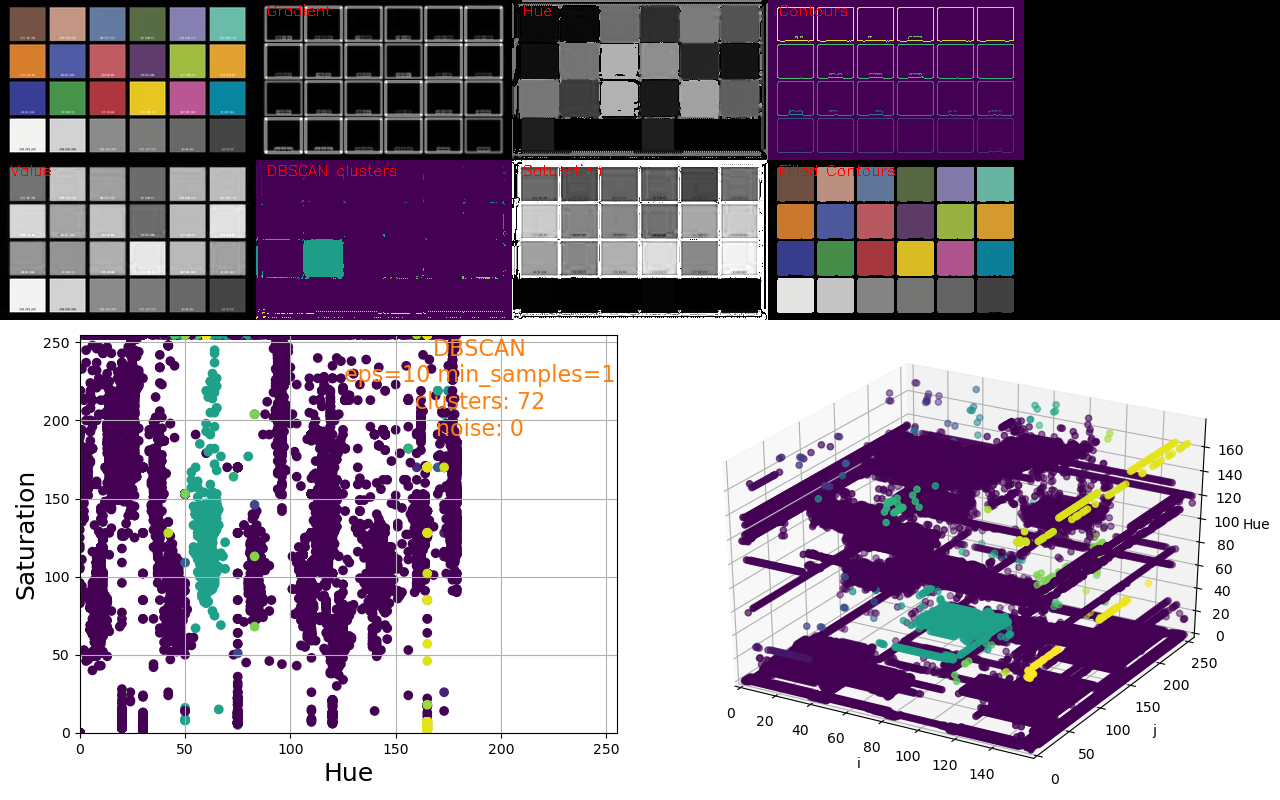 Gradient
Hue
Contours
Value
DBSCAN clusters
Saturation
Filled Contours
DBSCAN
eps=10 min_samples=1
clusters: 72
noise: 0
250
200
150
100
50
0
Saturation
0 50 100 150 200 250
Hue
160
140
120
100
80
60
40
20
0
Hue
0 20 40 60 80 100 120 140
i
0 50 100 150 200 250
j